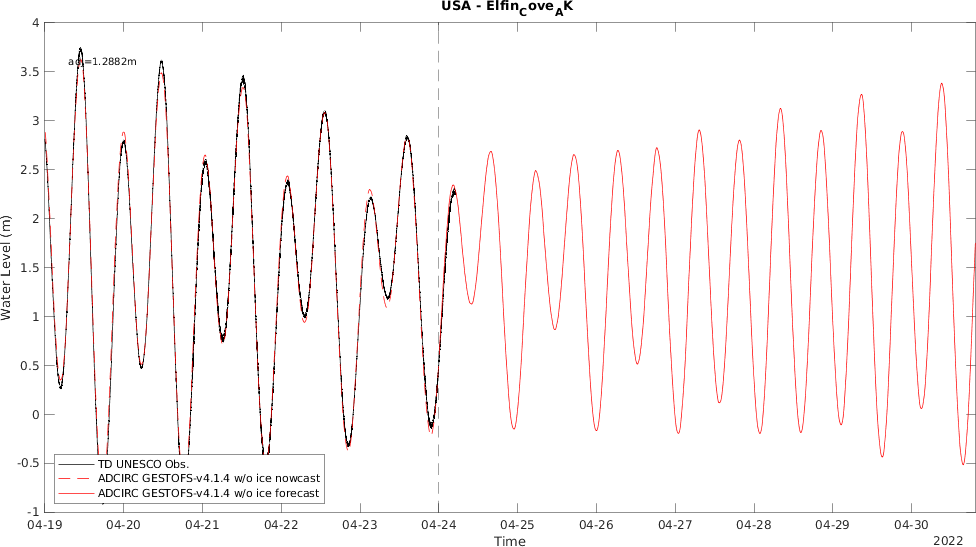 USA - ElfinCoveAK
4
3.5
3
2.5
2
1.5
1
0.5
0
-0.5
-1
Water Level (m)
=1.2882m
TD UNESCO Obs.
ADCIRC GESTOFS-v4.1.4 w/o ice nowcast
ADCIRC GESTOFS-v4.1.4 w/o ice forecast
04-19 04-20 04-21 04-22 04-23 04-24 04-25 04-26 04-27 04-28 04-29 04-30
Time
2022